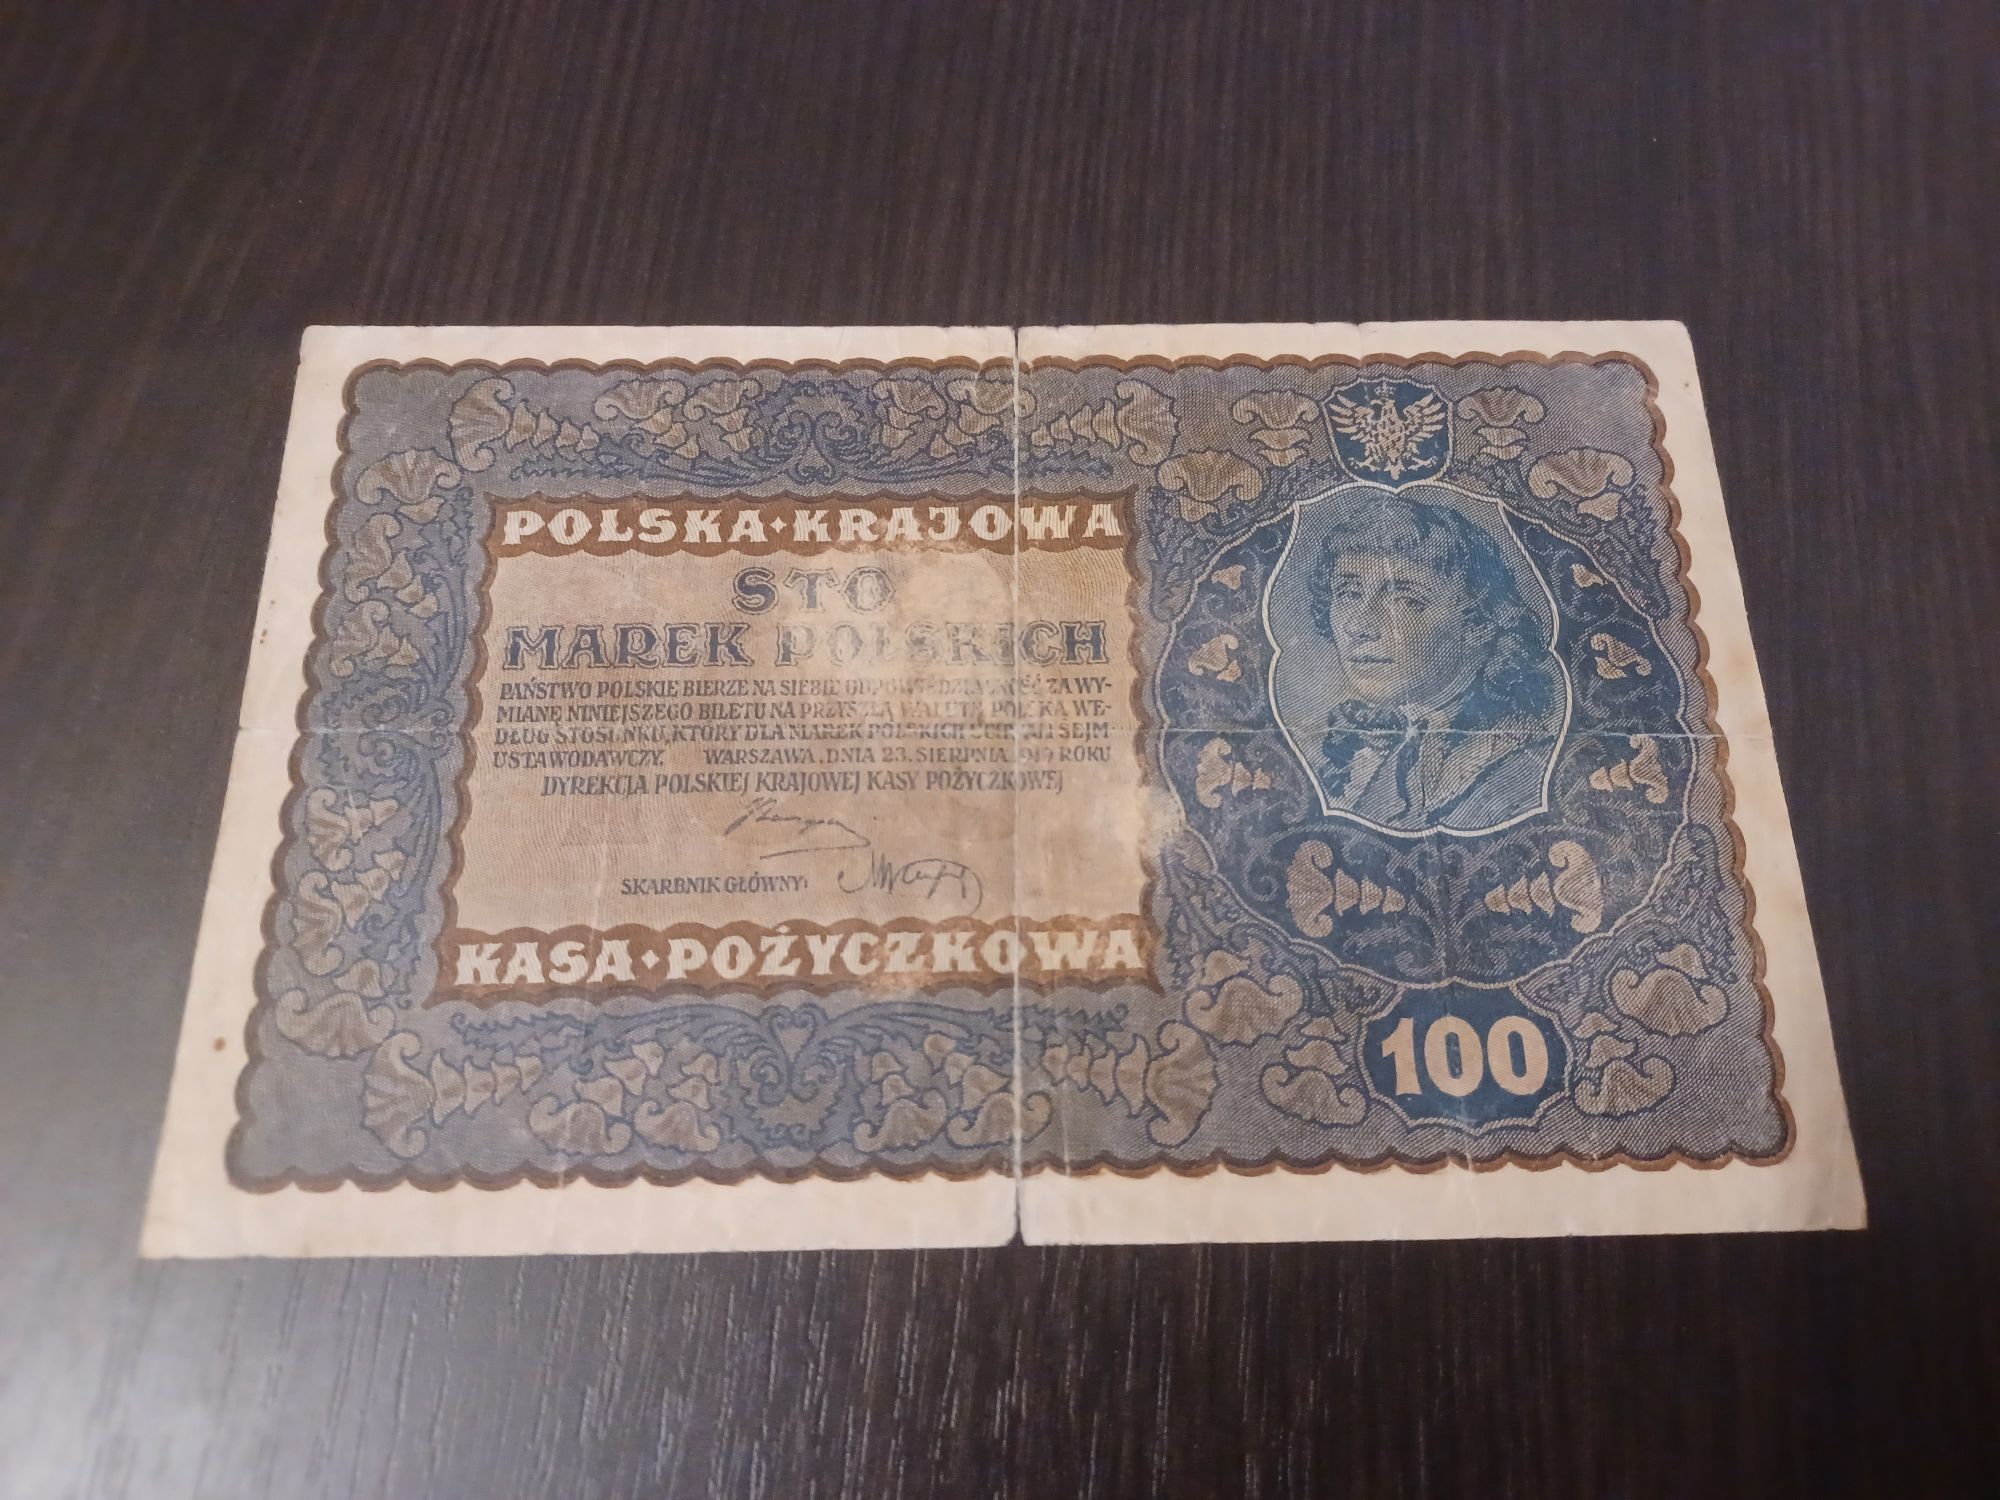 POLSKA·KRAJOWA
STO
MAREK POLSKICH
PAŃSTWO POLSKIE BIERZE NA SIEBIE ODPOWIEDZIALNOŚĆ ZA WY-
MIANĘ NINIEJSZEGO BILETU NA PRZYSZŁĄ WALUTĘ POLSKĄ WE-
DŁUG STOSUNKU, KTÓRY DLA MAREK POLSKICH UCHWALI SEJM
USTAWODAWCZY. WARSZAWA, DNIA 23. SIERPNIA 1919 ROKU
DYREKCJA POLSKIEJ KRAJOWEJ KASY POŻYCZKOWEJ
SKARBNIK GŁÓWNY:
KASA·POŻYCZKOWA
100